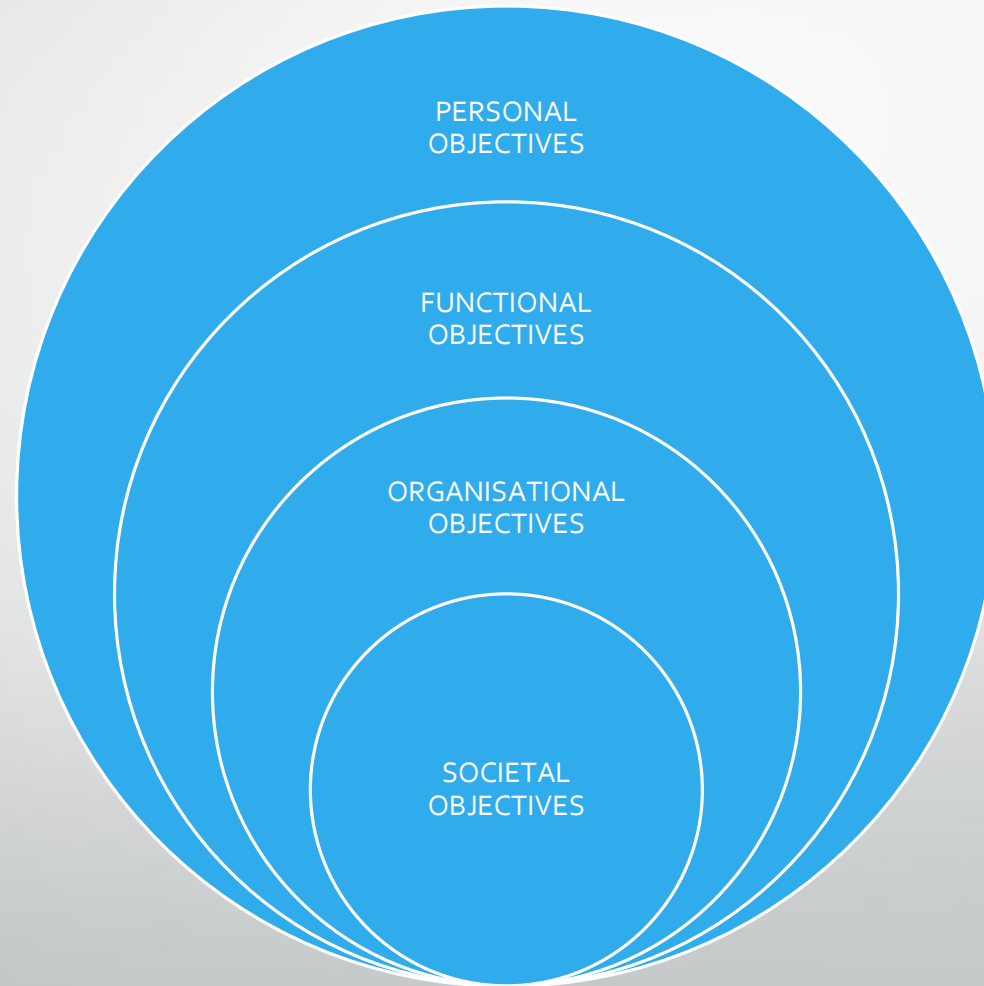 PERSONAL
OBJECTIVES
FUNCTIONAL
OBJECTIVES
ORGANISATIONAL
OBJECTIVES
SOCIETAL
OBJECTIVES